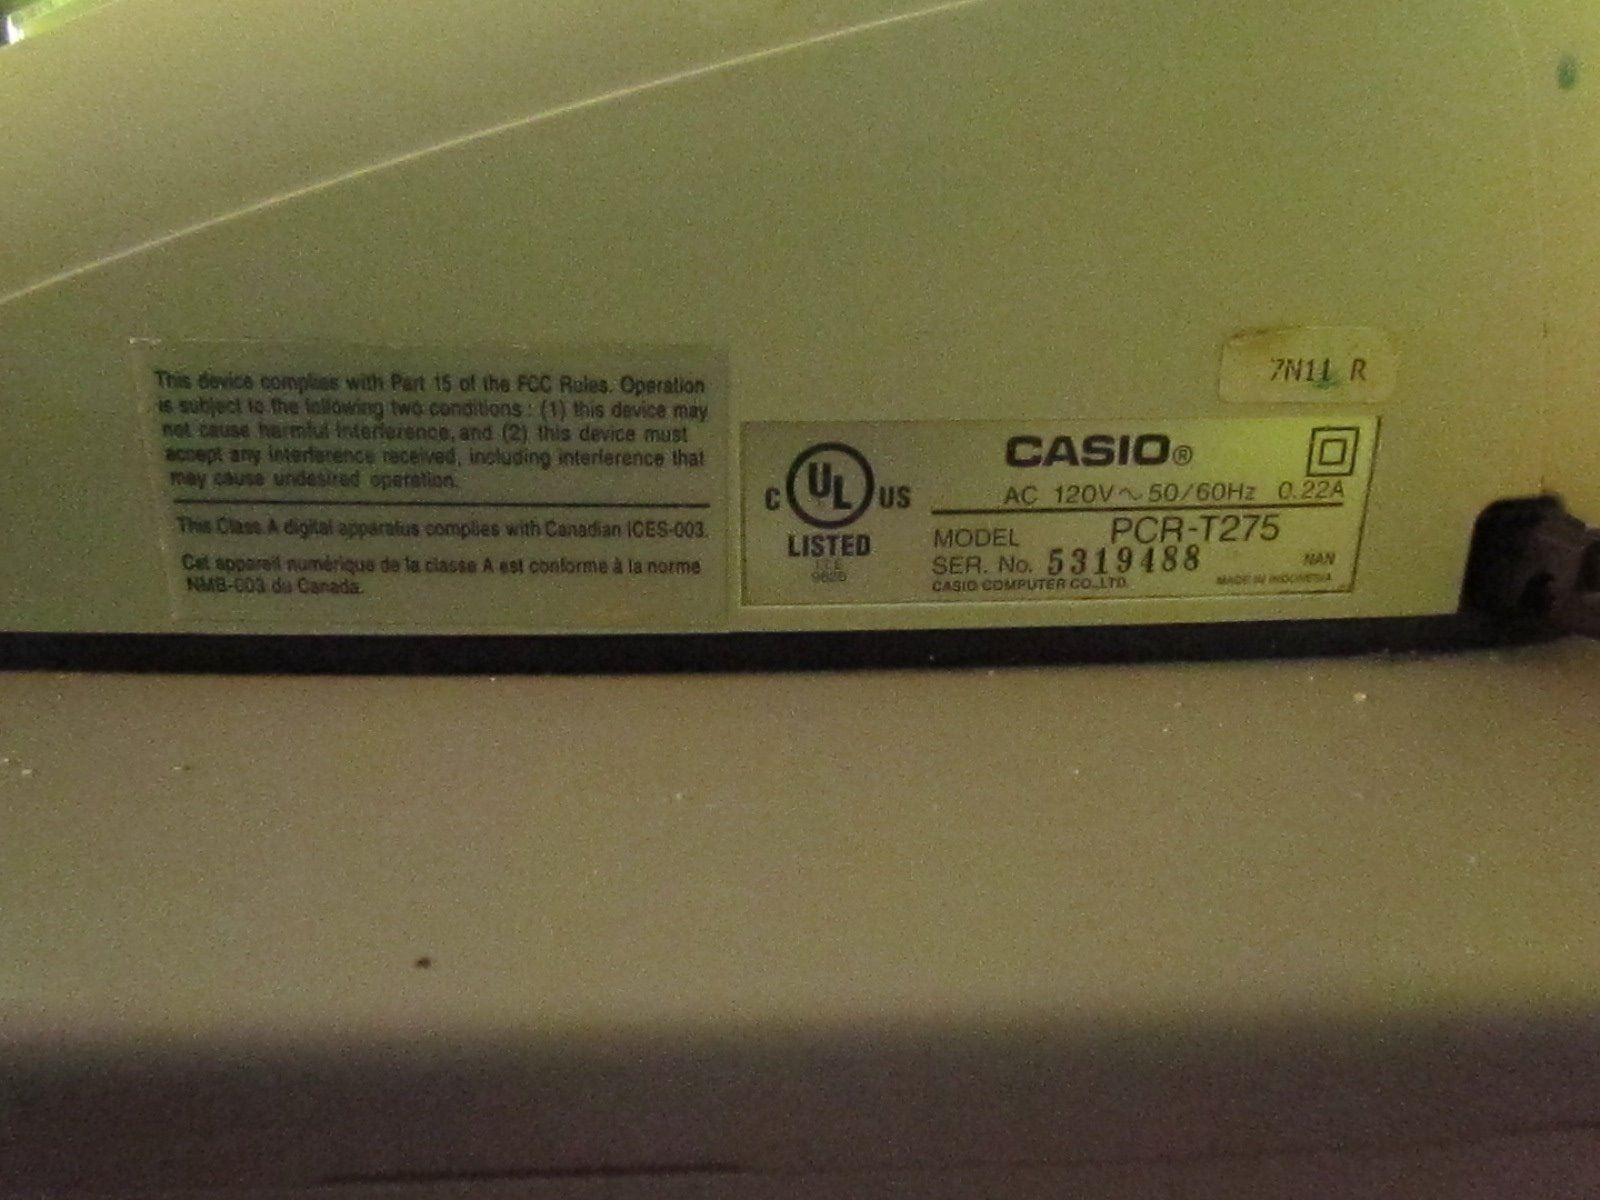 This device complies with Part 15 of the FCC Rules. Operation
is subject to the following two conditions : (1) this device may
not cause harmful interference, and (2) this device must
accept any interference received, including interference that
may cause undesired operation.
This Class A digital apparatus complies with Canadian ICES-003.
Cet appareil numérique de la classe A est conforme à la norme
NMB-003 du Canada.
7N11 R
C UL US
LISTED
I.T.E.
CASIO®
AC 120V~50/60Hz 0.22A
MODEL PCR-T275
SER. No. 5319488 NAN
CASIO COMPUTER CO.,LTD. MADE IN INDONESIA